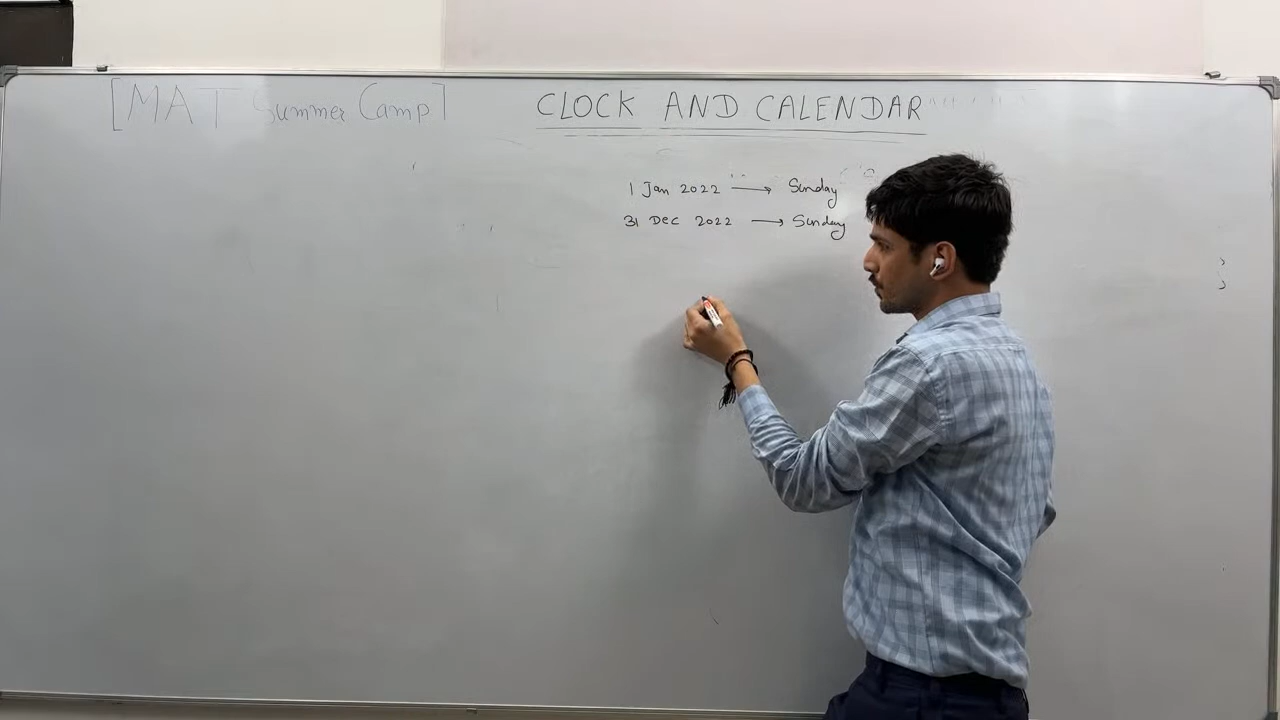 [MAT Summer Camp]
CLOCK AND CALENDAR
1 Jan 2022 → Sunday
31 Dec 2022 → Sunday